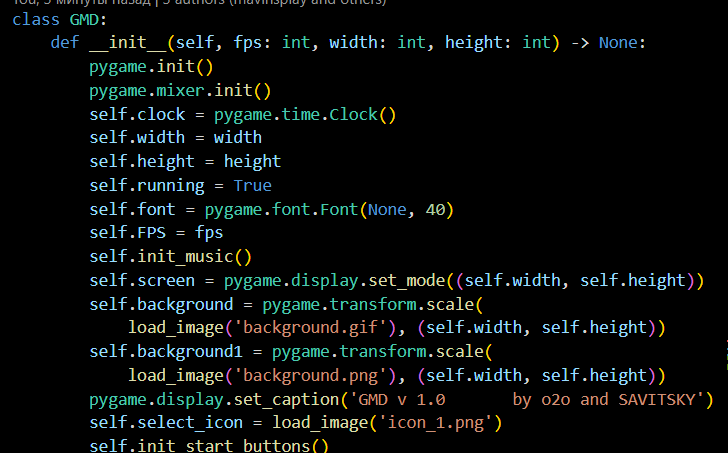 You, 3 минуты назад | 3 authors (mavinsplay and others)
class GMD:
    def __init__(self, fps: int, width: int, height: int) -> None:
        pygame.init()
        pygame.mixer.init()
        self.clock = pygame.time.Clock()
        self.width = width
        self.height = height
        self.running = True
        self.font = pygame.font.Font(None, 40)
        self.FPS = fps
        self.init_music()
        self.screen = pygame.display.set_mode((self.width, self.height))
        self.background = pygame.transform.scale(
            load_image('background.gif'), (self.width, self.height))
        self.background1 = pygame.transform.scale(
            load_image('background.png'), (self.width, self.height))
        pygame.display.set_caption('GMD v 1.0       by o2o and SAVITSKY')
        self.select_icon = load_image('icon_1.png')
        self.init_start_buttons()